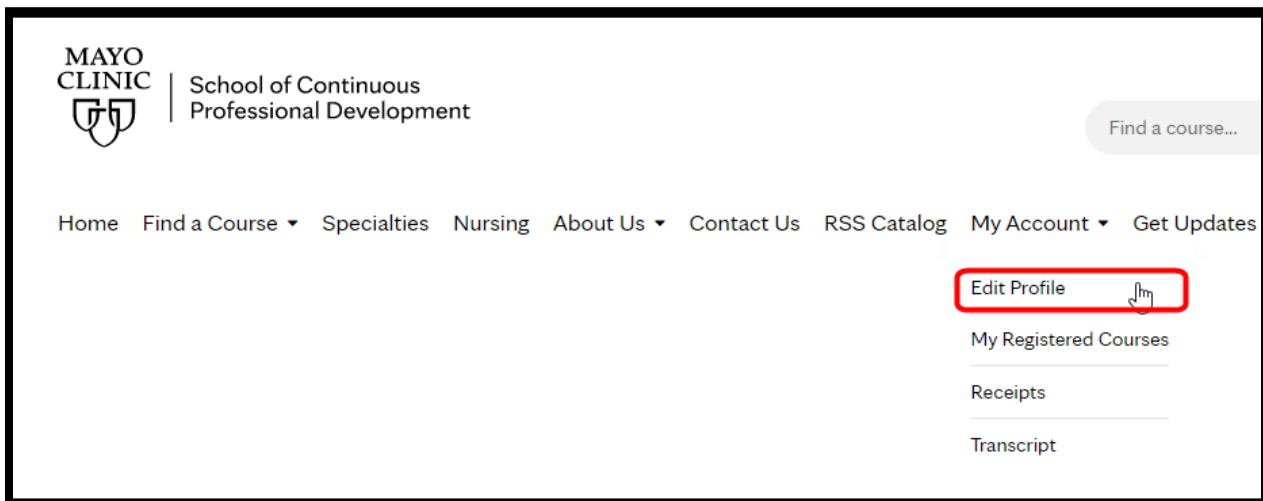 MAYO
CLINIC
School of Continuous
Professional Development
Find a course...
Home Find a Course Specialties Nursing About Us Contact Us RSS Catalog My Account Get Updates
Edit Profile
My Registered Courses
Receipts
Transcript